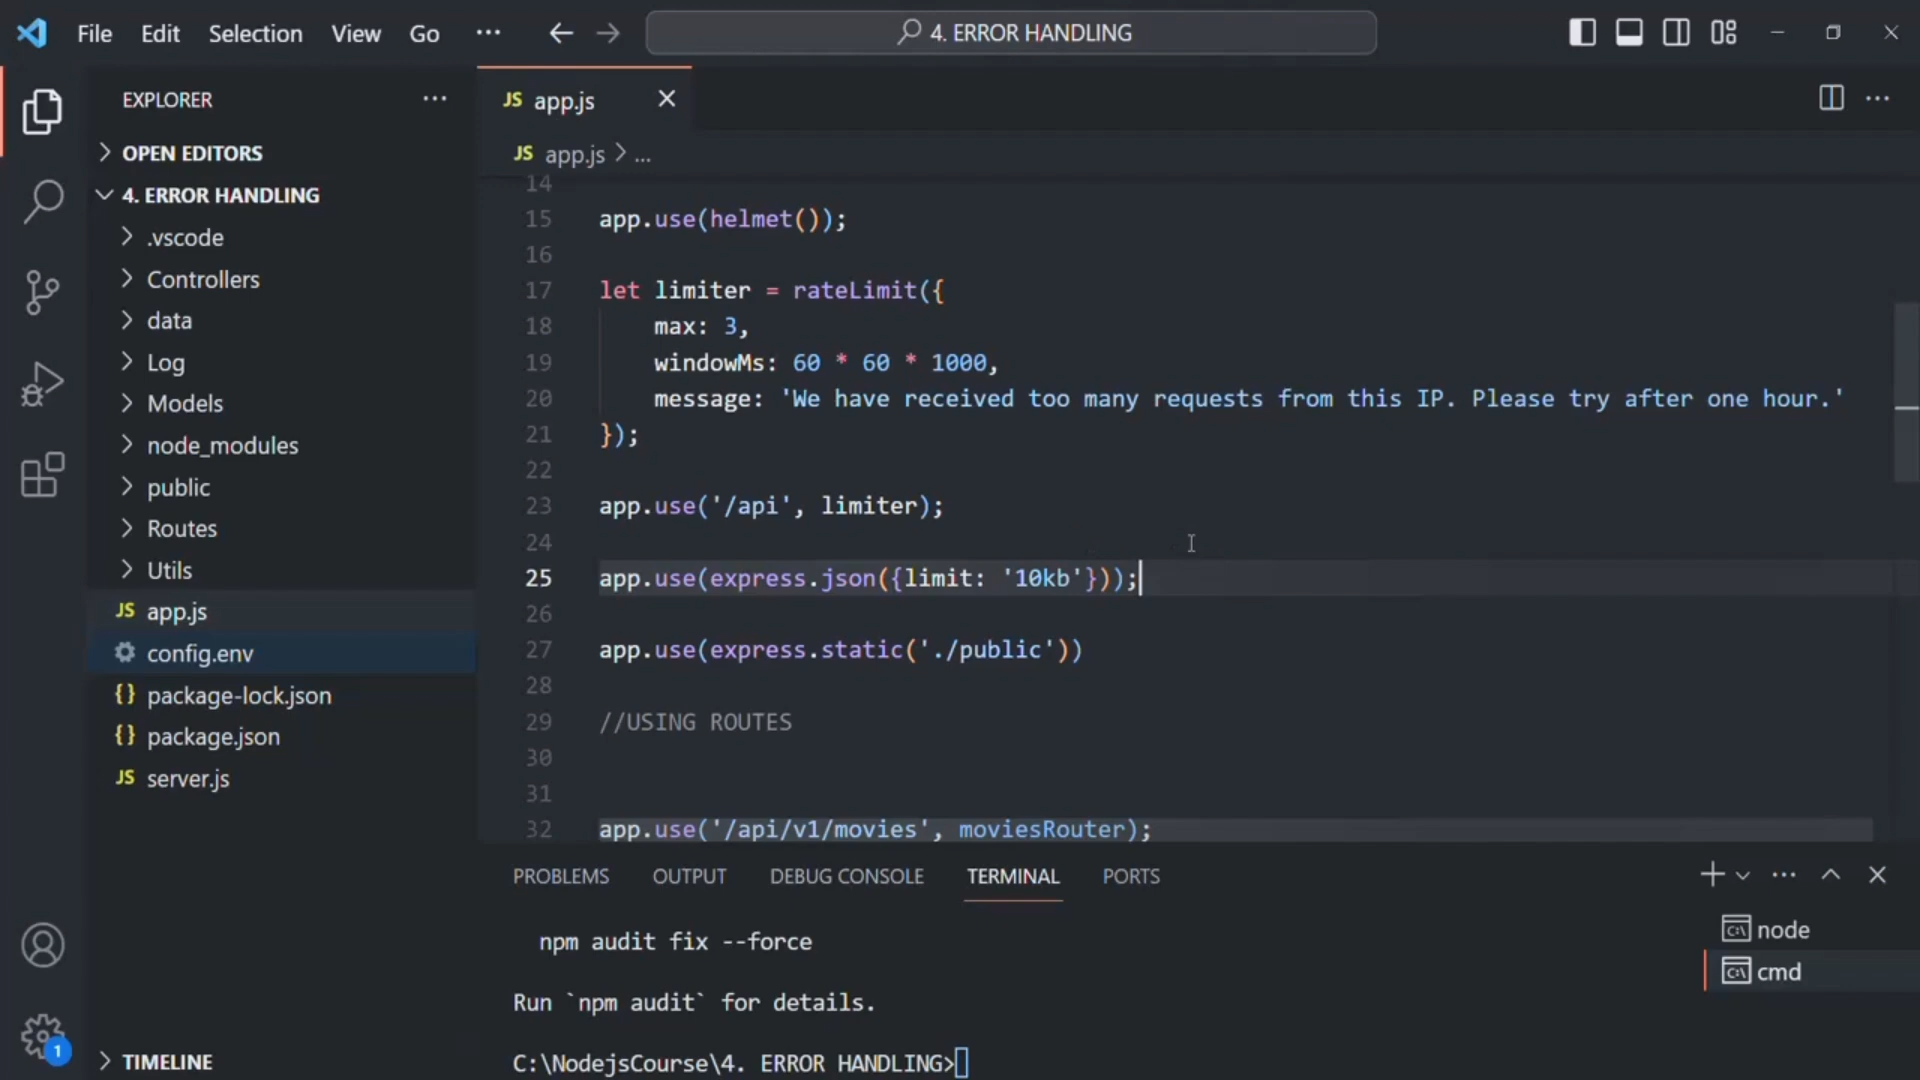 File Edit Selection View Go ··· 4. ERROR HANDLING
EXPLORER ···
OPEN EDITORS
4. ERROR HANDLING
.vscode
Controllers
data
Log
Models
node_modules
public
Routes
Utils
JS app.js
config.env
{} package-lock.json
{} package.json
JS server.js
TIMELINE
1
JS app.js
JS app.js > ...
14
15 app.use(helmet());
16
17 let limiter = rateLimit({
18 max: 3,
19 windowMs: 60 * 60 * 1000,
20 message: 'We have received too many requests from this IP. Please try after one hour.'
21 });
22
23 app.use('/api', limiter);
24
25 app.use(express.json({limit: '10kb'}));
26
27 app.use(express.static('./public'))
28
29 //USING ROUTES
30
31
32 app.use('/api/v1/movies', moviesRouter);
PROBLEMS OUTPUT DEBUG CONSOLE TERMINAL PORTS
npm audit fix --force
Run `npm audit` for details.
C:\NodejsCourse\4. ERROR HANDLING>
node
cmd